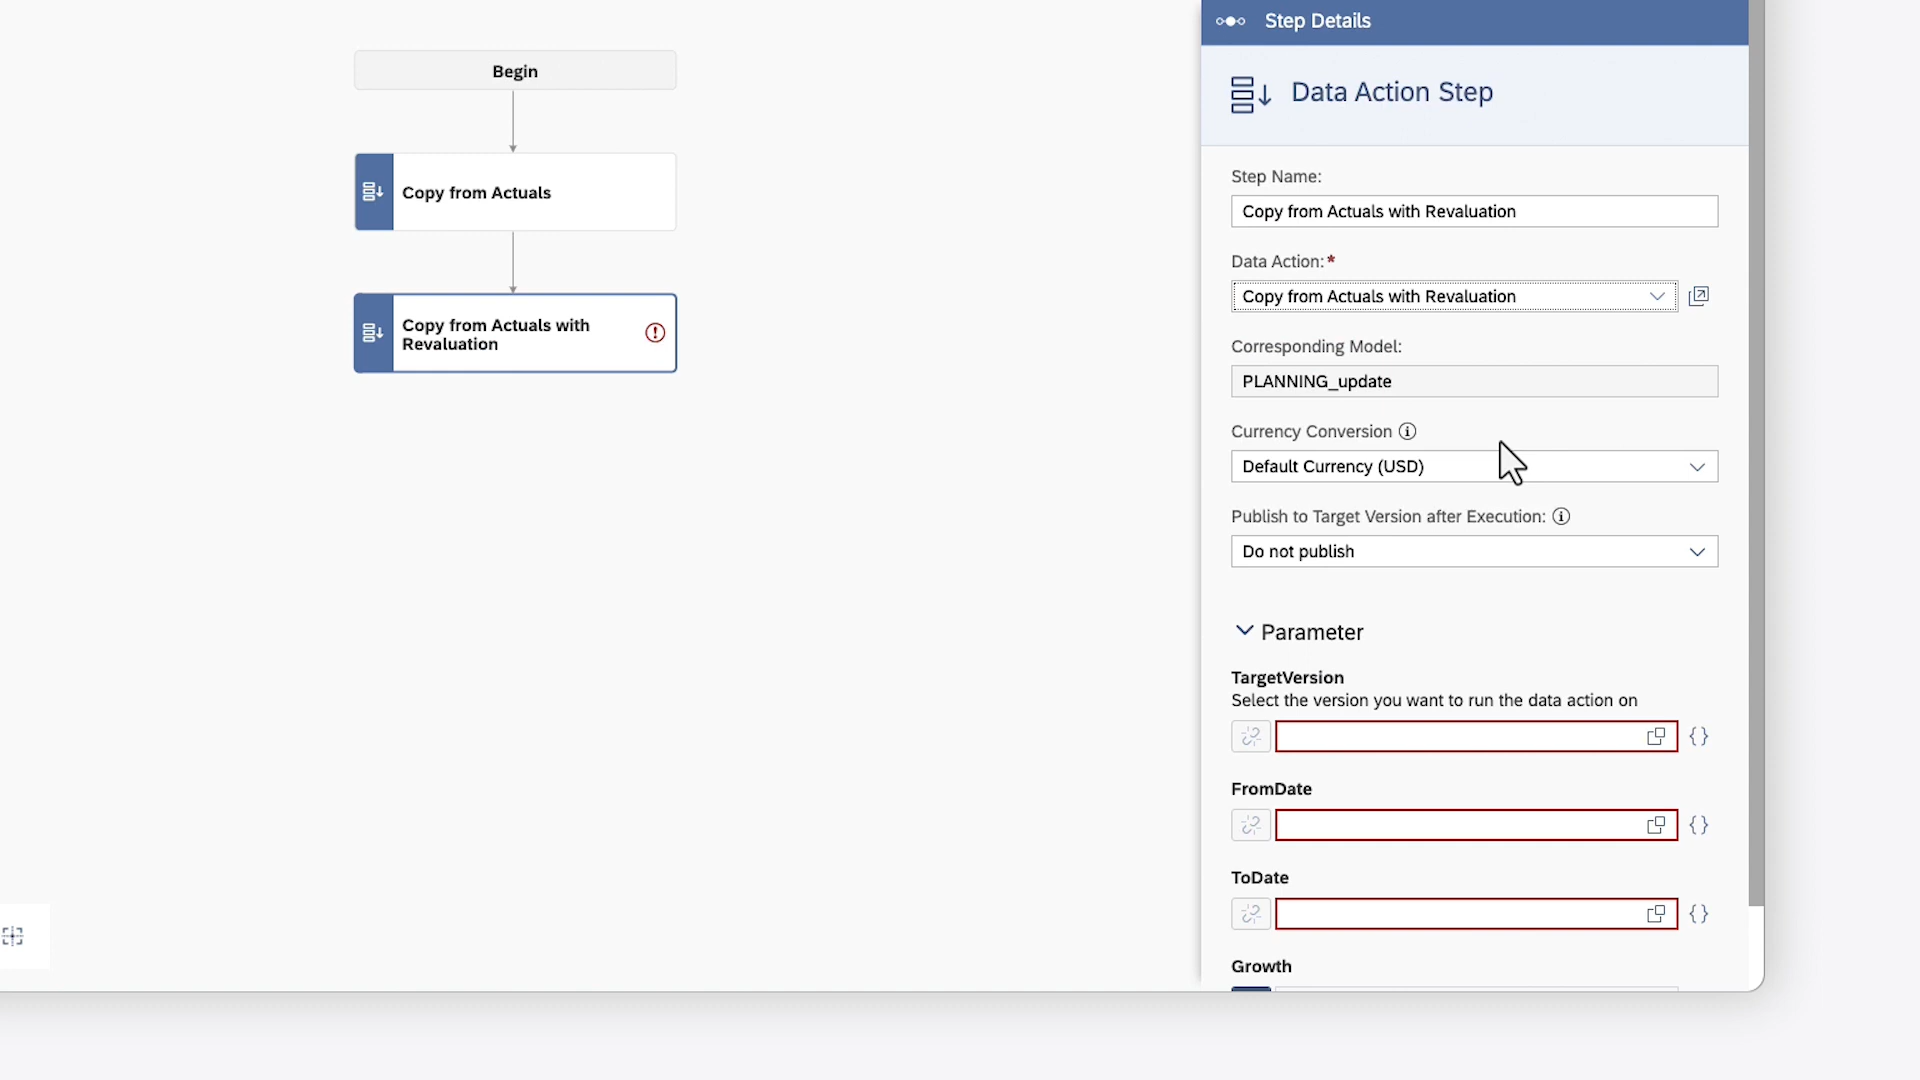 Begin
Copy from Actuals
Copy from Actuals with
Revaluation
Step Details
Data Action Step
Step Name:
Copy from Actuals with Revaluation
Data Action:*
Copy from Actuals with Revaluation
Corresponding Model:
PLANNING_update
Currency Conversion
Default Currency (USD)
Publish to Target Version after Execution:
Do not publish
Parameter
TargetVersion
Select the version you want to run the data action on
{}
FromDate
{}
ToDate
{}
Growth